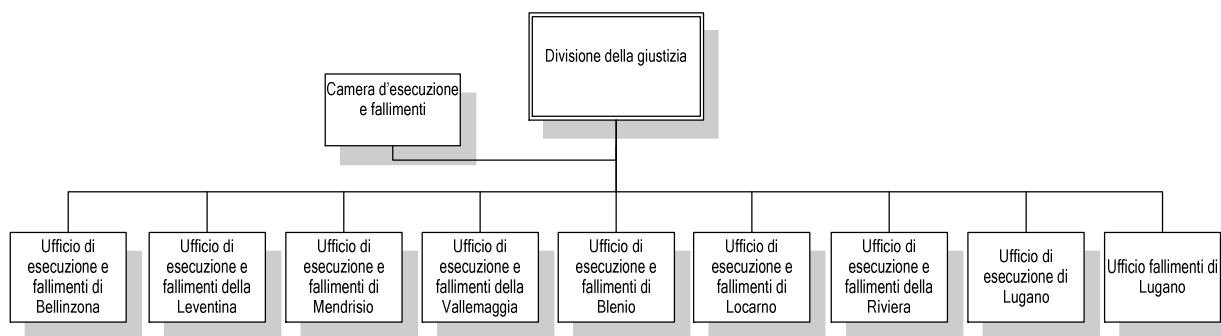 Divisione della giustizia
Camera d'esecuzione
e fallimenti
Ufficio di
esecuzione e
fallimenti di
Bellinzona
Ufficio di
esecuzione e
fallimenti della
Leventina
Ufficio di
esecuzione e
fallimenti di
Mendrisio
Ufficio di
esecuzione e
fallimenti della
Vallemaggia
Ufficio di
esecuzione e
fallimenti di
Blenio
Ufficio di
esecuzione e
fallimenti di
Locarno
Ufficio di
esecuzione e
fallimenti della
Riviera
Ufficio di
esecuzione di
Lugano
Ufficio fallimenti di
Lugano